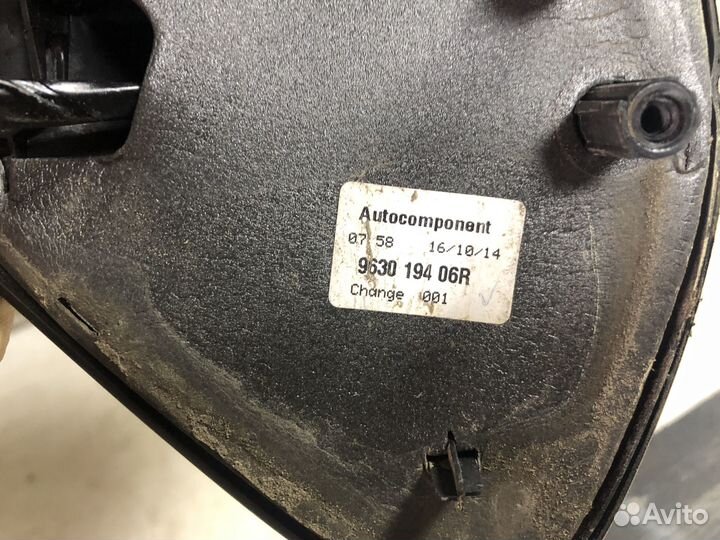 Autocomponent
07 58 16/10/14
9630 194 06R
Change 001
Avito